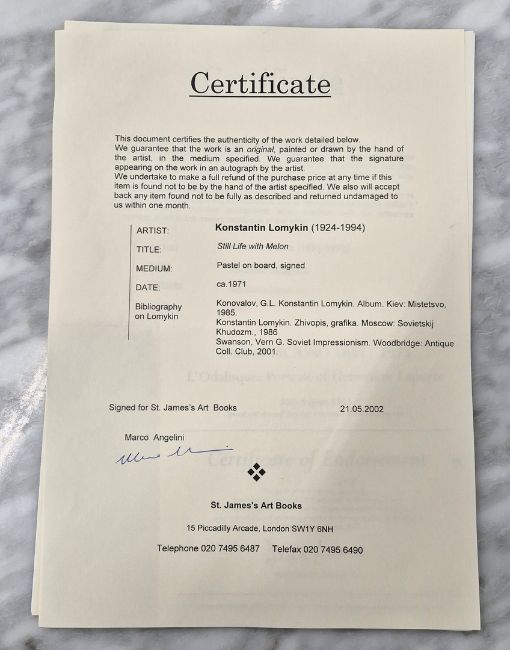 Certificate
This document certifies the authenticity of the work detailed below.
We guarantee that the work is an original, painted or drawn by the hand of
the artist, in the medium specified. We guarantee that the signature
appearing on the work in an autograph by the artist.
We undertake to make a full refund of the purchase price at any time if this
item is found not to be by the hand of the artist specified. We also will accept
back any item found not to be fully as described and returned undamaged to
us within one month.
ARTIST: Konstantin Lomykin (1924-1994)
TITLE: Still Life with Melon
MEDIUM: Pastel on board, signed
DATE: ca.1971
Bibliography on Lomykin
Konovalov, G.L. Konstantin Lomykin. Album. Kiev: Mistetsvo,
1985.
Konstantin Lomykin. Zhivopis, grafika. Moscow: Sovietskij
Khudozm., 1986
Swanson, Vern G. Soviet Impressionism. Woodbridge: Antique
Coll. Club, 2001.
Signed for St. James's Art Books 21.05.2002
Marco Angelini
St. James's Art Books
15 Piccadilly Arcade, London SW1Y 6NH
Telephone 020 7495 6487 Telefax 020 7495 6490